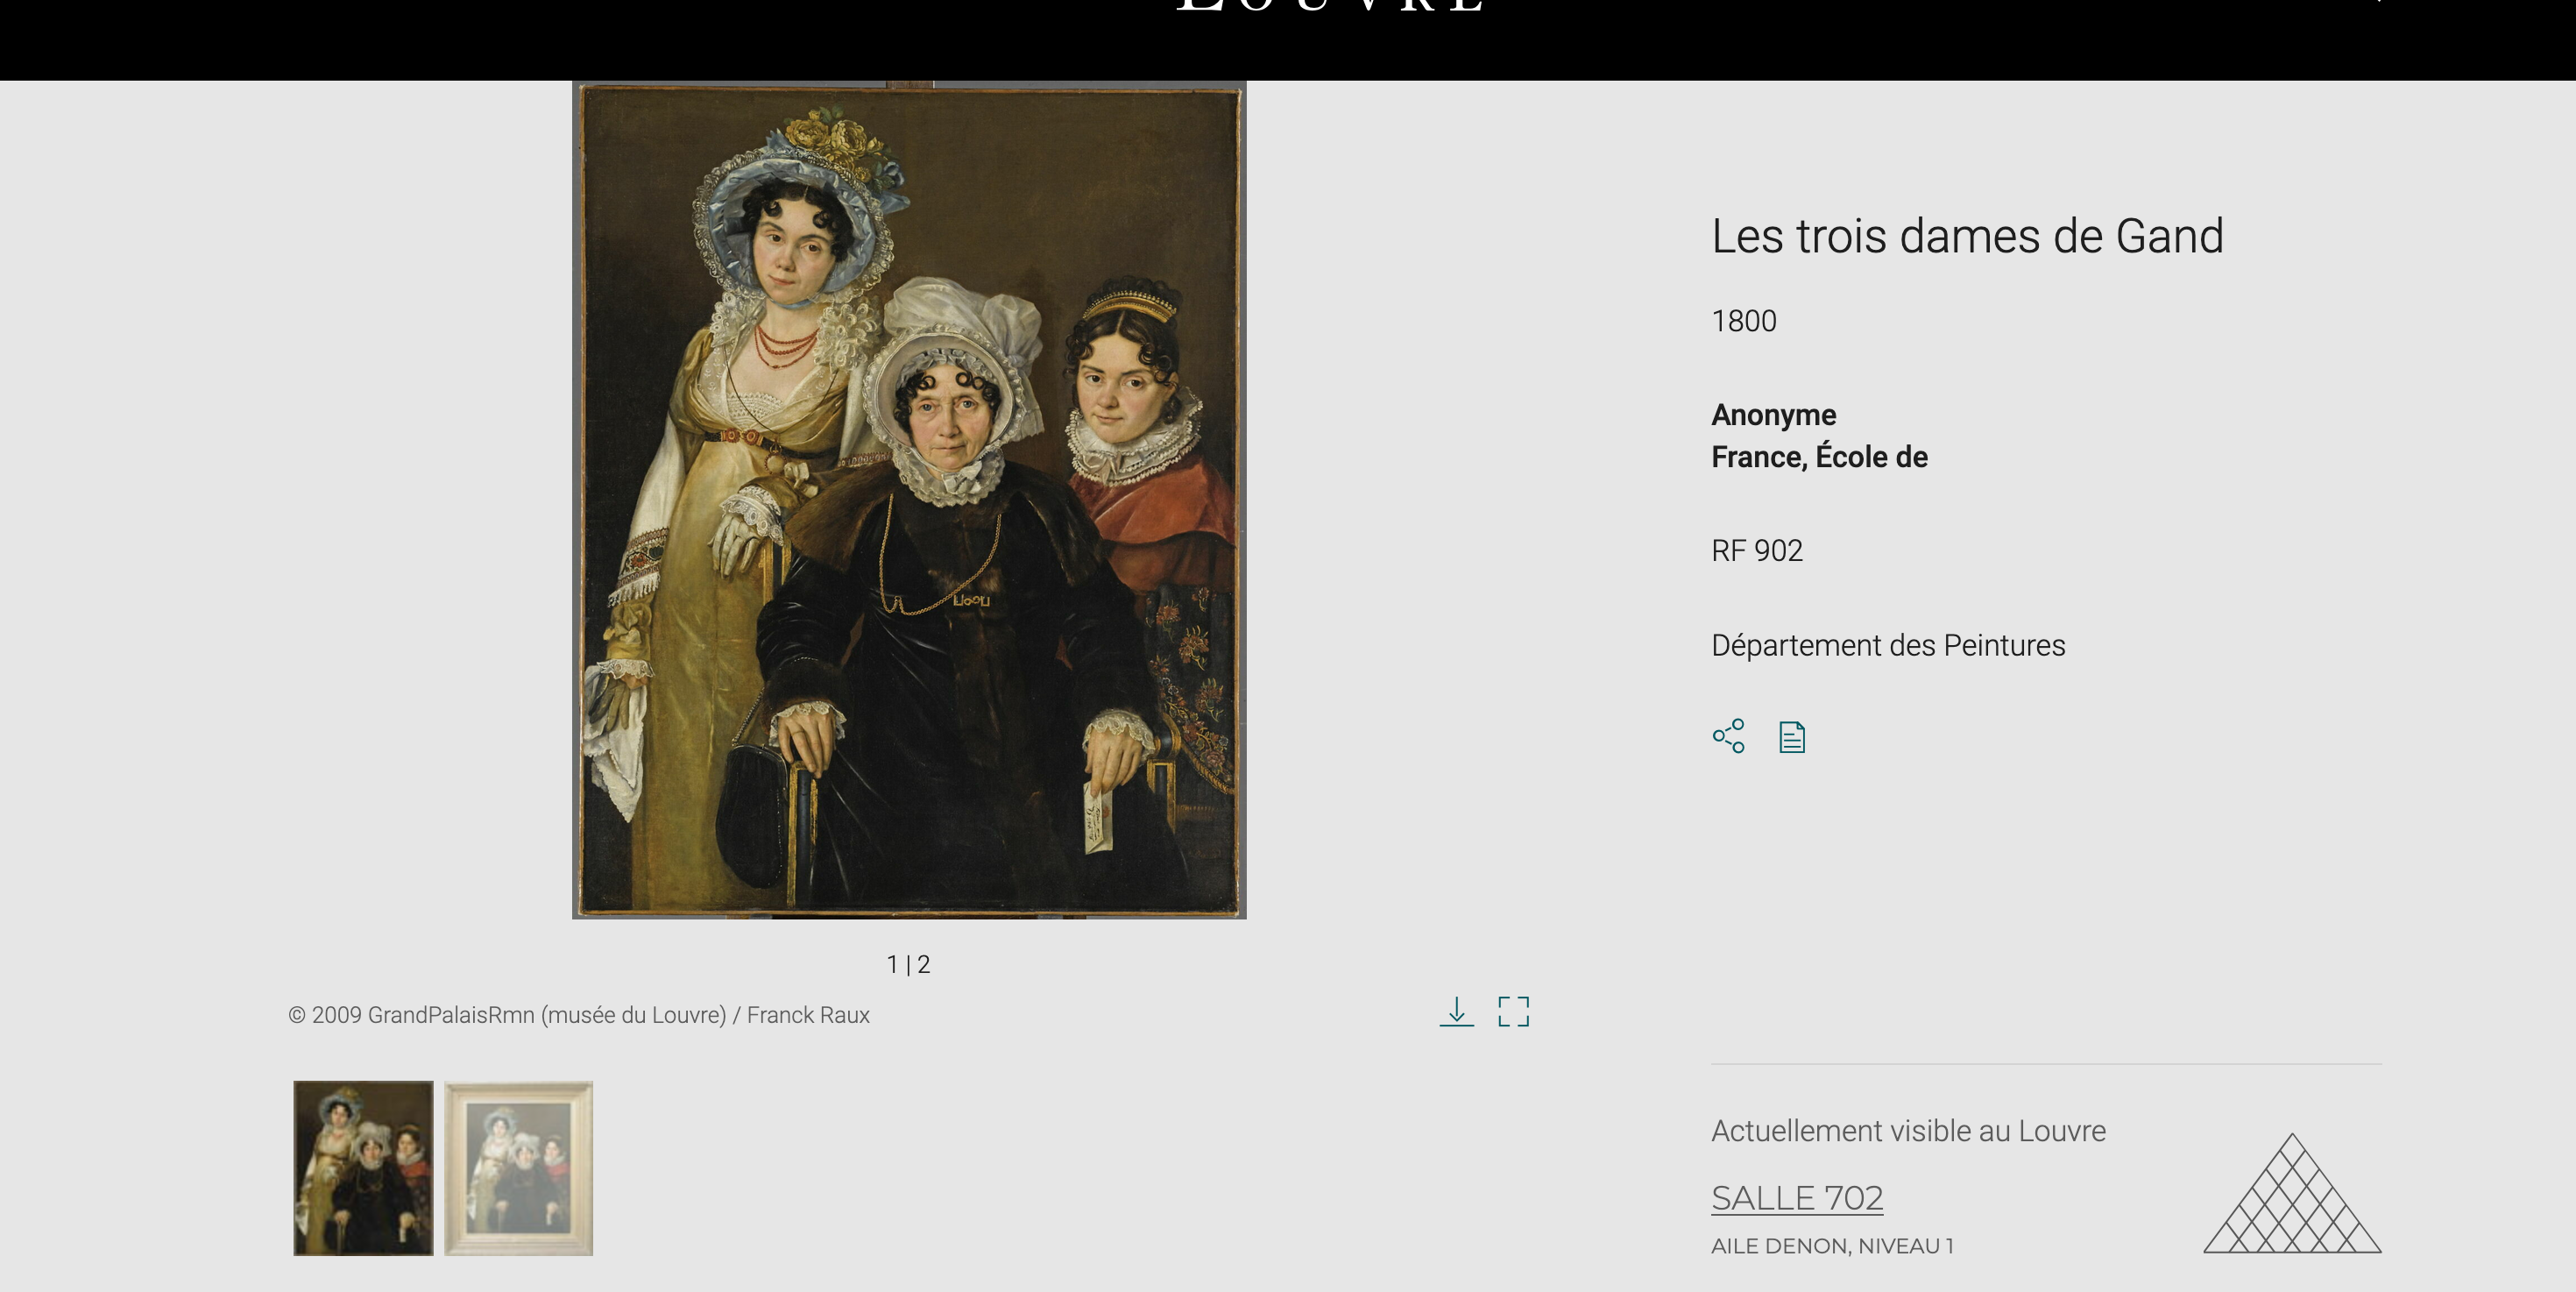 LOUVRE
Les trois dames de Gand
1800
Anonyme
France, École de
RF 902
Département des Peintures
1 | 2
© 2009 GrandPalaisRmn (musée du Louvre) / Franck Raux
Actuellement visible au Louvre
SALLE 702
AILE DENON, NIVEAU 1